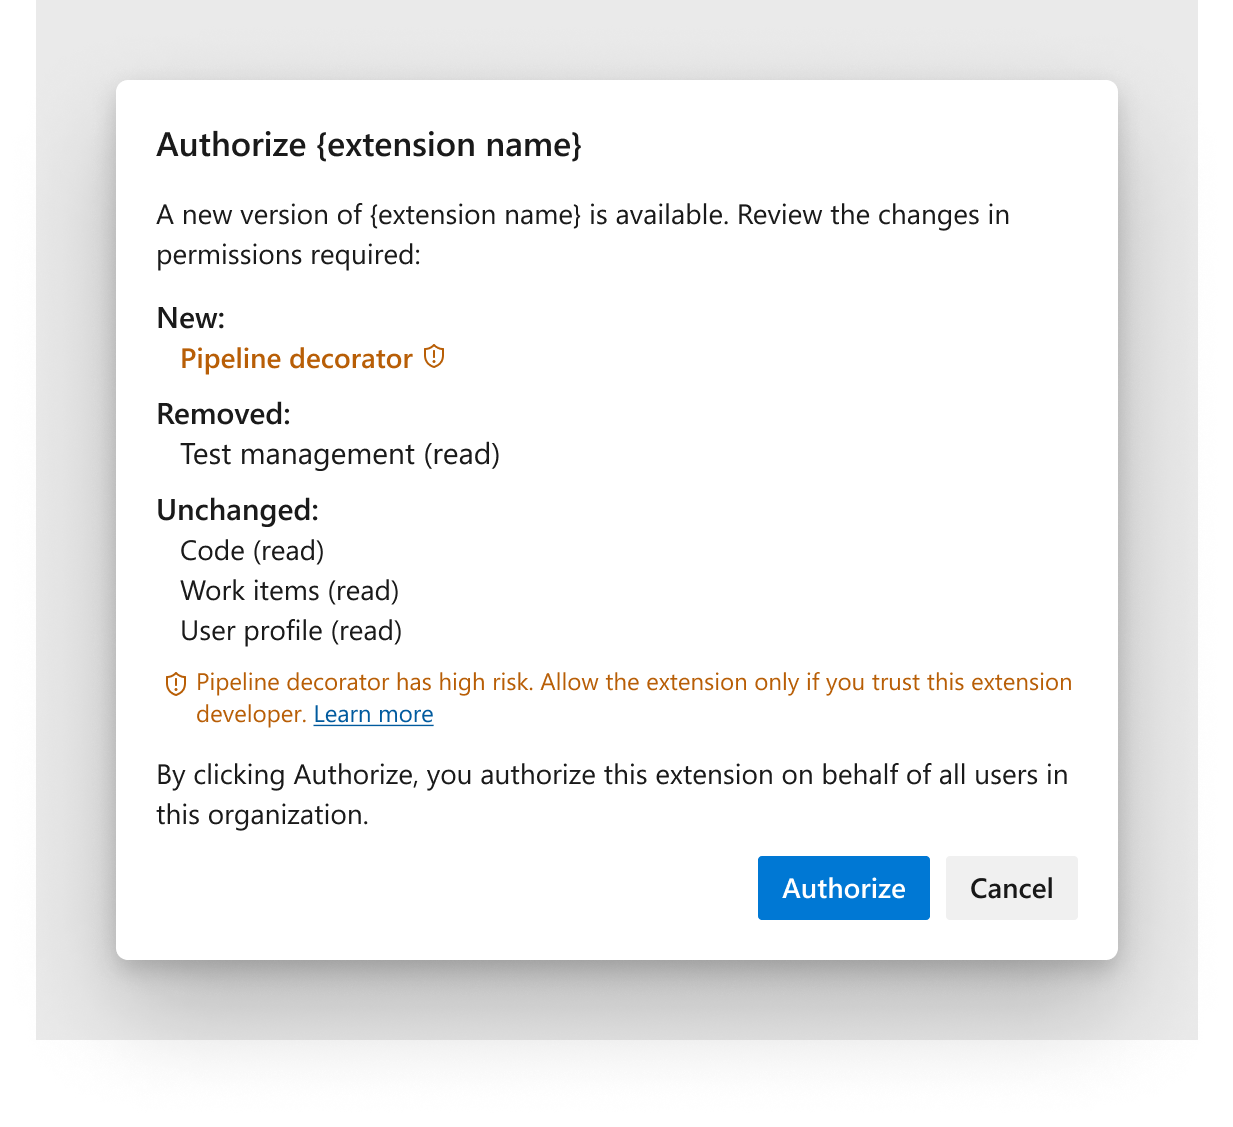 Authorize {extension name}
A new version of {extension name} is available. Review the changes in
permissions required:
New:
Pipeline decorator
Removed:
Test management (read)
Unchanged:
Code (read)
Work items (read)
User profile (read)
Pipeline decorator has high risk. Allow the extension only if you trust this extension
developer. Learn more
By clicking Authorize, you authorize this extension on behalf of all users in
this organization.
Authorize Cancel